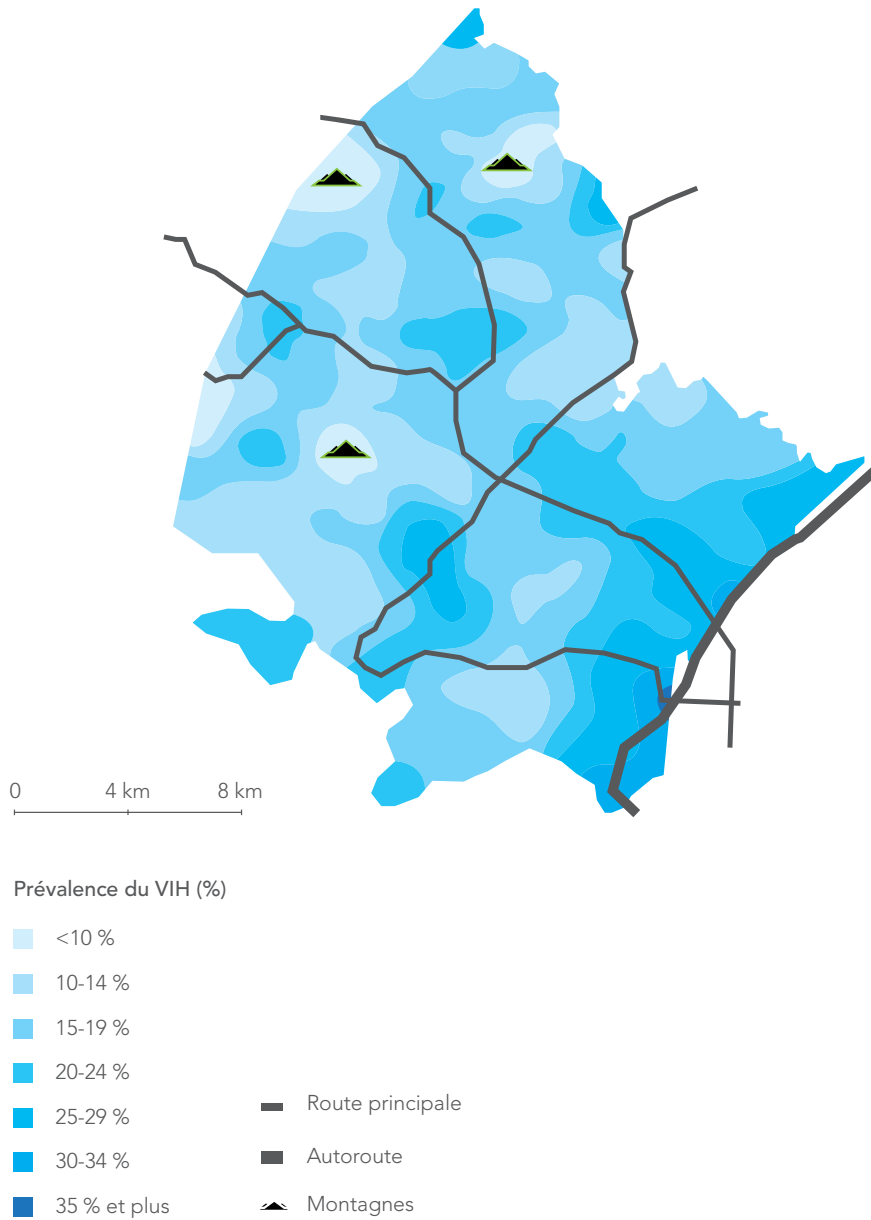 0 4 km 8 km
Prévalence du VIH (%)
<10 %
10-14 %
15-19 %
20-24 %
25-29 %
30-34 %
35 % et plus
Route principale
Autoroute
Montagnes